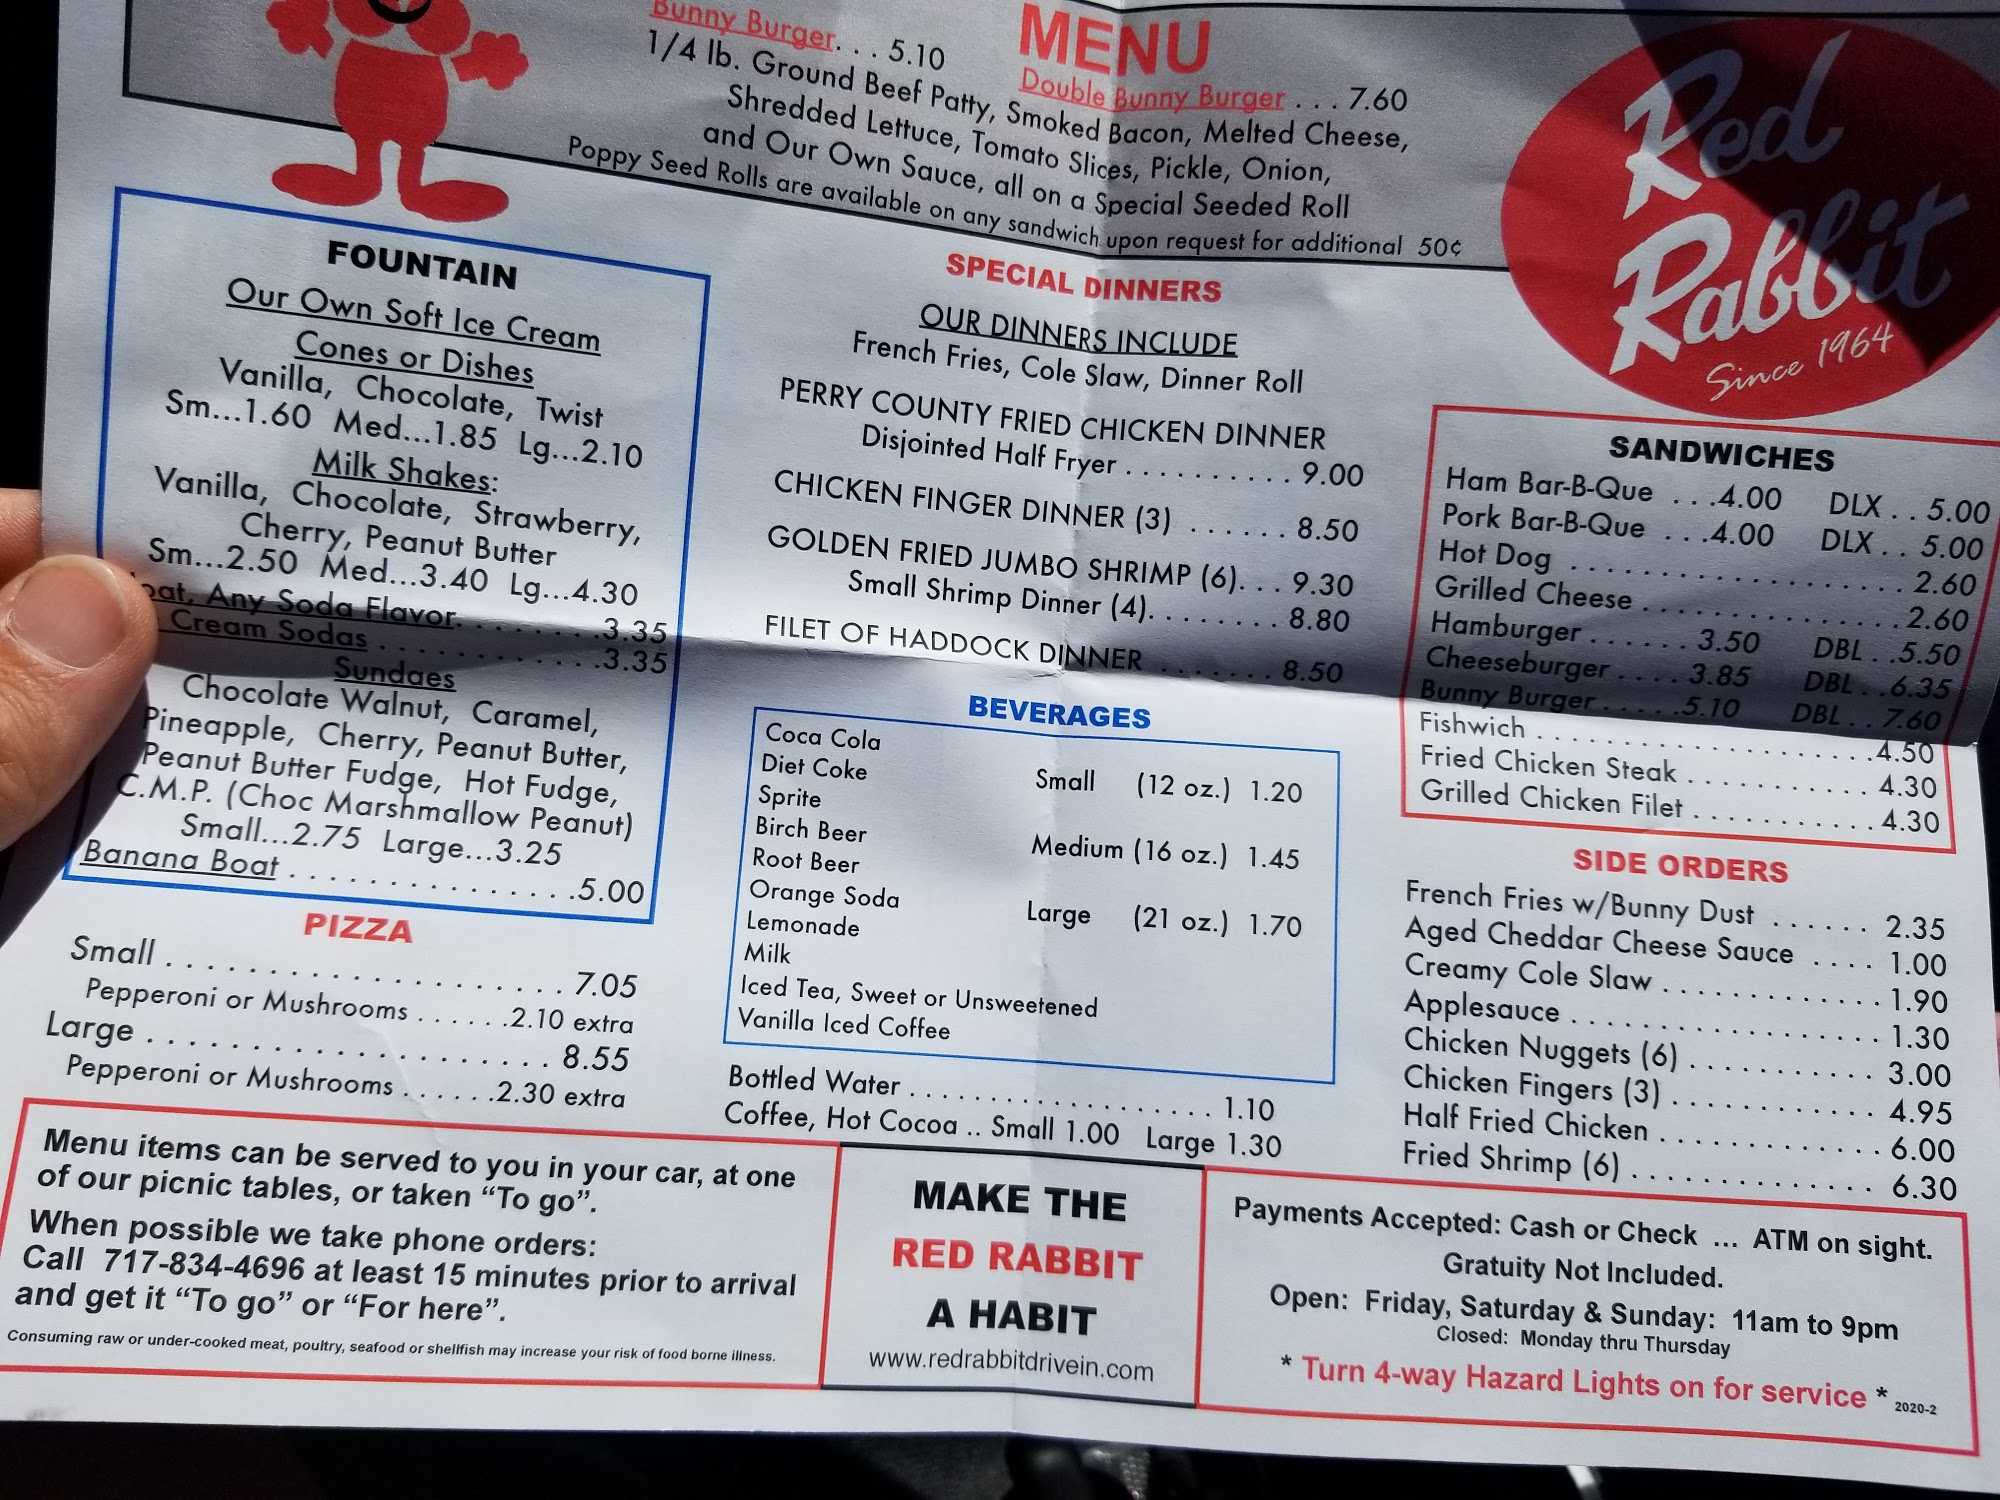 Bunny Burger. . . 5.10
MENU
Double Bunny Burger . . . 7.60
1/4 lb. Ground Beef Patty, Smoked Bacon, Melted Cheese,
Shredded Lettuce, Tomato Slices, Pickle, Onion,
and Our Own Sauce, all on a Special Seeded Roll
Poppy Seed Rolls are available on any sandwich upon request for additional 50¢
Red
Rabbit
Since 1964
FOUNTAIN
Our Own Soft Ice Cream
Cones or Dishes
Vanilla, Chocolate, Twist
Sm...1.60 Med...1.85 Lg...2.10
Milk Shakes:
Vanilla, Chocolate, Strawberry,
Cherry, Peanut Butter
Sm...2.50 Med...3.40 Lg...4.30
oat, Any Soda Flavor. . . . . . . .3.35
Cream Sodas . . . . . . . . . . . .3.35
Sundaes
Chocolate Walnut, Caramel,
Pineapple, Cherry, Peanut Butter,
Peanut Butter Fudge, Hot Fudge,
C.M.P. (Choc Marshmallow Peanut)
Small...2.75 Large...3.25
Banana Boat . . . . . . . . . . . . . . . .5.00
PIZZA
Small . . . . . . . . . . . . . . . . . . . . 7.05
Pepperoni or Mushrooms . . . . . .2.10 extra
Large . . . . . . . . . . . . . . . . . . . . 8.55
Pepperoni or Mushrooms . . . . . .2.30 extra
SPECIAL DINNERS
OUR DINNERS INCLUDE
French Fries, Cole Slaw, Dinner Roll
PERRY COUNTY FRIED CHICKEN DINNER
Disjointed Half Fryer . . . . . . . . . . 9.00
CHICKEN FINGER DINNER (3) . . . . . . 8.50
GOLDEN FRIED JUMBO SHRIMP (6). . . 9.30
Small Shrimp Dinner (4). . . . . . . . 8.80
FILET OF HADDOCK DINNER . . . . . . . 8.50
BEVERAGES
Coca Cola
Diet Coke
Sprite
Birch Beer
Root Beer
Orange Soda
Lemonade
Milk
Iced Tea, Sweet or Unsweetened
Vanilla Iced Coffee
Small (12 oz.) 1.20
Medium (16 oz.) 1.45
Large (21 oz.) 1.70
Bottled Water . . . . . . . . . . . . . . . . . . . 1.10
Coffee, Hot Cocoa .. Small 1.00 Large 1.30
SANDWICHES
Ham Bar-B-Que . . .4.00 DLX . . 5.00
Pork Bar-B-Que . . .4.00 DLX . . 5.00
Hot Dog . . . . . . . . . . . . . . . . . . . . 2.60
Grilled Cheese . . . . . . . . . . . . . . .2.60
Hamburger . . . . . . 3.50 DBL . .5.50
Cheeseburger . . . . 3.85 DBL . .6.35
Bunny Burger . . . . .5.10 DBL . . 7.60
Fishwich . . . . . . . . . . . . . . . . . . .4.50
Fried Chicken Steak . . . . . . . . . . . 4.30
Grilled Chicken Filet . . . . . . . . . . . 4.30
SIDE ORDERS
French Fries w/Bunny Dust . . . . . . 2.35
Aged Cheddar Cheese Sauce . . . . 1.00
Creamy Cole Slaw . . . . . . . . . . . . . 1.90
Applesauce . . . . . . . . . . . . . . . . . . 1.30
Chicken Nuggets (6) . . . . . . . . . . . 3.00
Chicken Fingers (3) . . . . . . . . . . . . 4.95
Half Fried Chicken . . . . . . . . . . . . . 6.00
Fried Shrimp (6) . . . . . . . . . . . . . . 6.30
Menu items can be served to you in your car, at one
of our picnic tables, or taken “To go”.
When possible we take phone orders:
Call 717-834-4696 at least 15 minutes prior to arrival
and get it “To go” or “For here”.
Consuming raw or under-cooked meat, poultry, seafood or shellfish may increase your risk of food borne illness.
MAKE THE
RED RABBIT
A HABIT
www.redrabbitdrivein.com
Payments Accepted: Cash or Check ... ATM on sight.
Gratuity Not Included.
Open: Friday, Saturday & Sunday: 11am to 9pm
Closed: Monday thru Thursday
* Turn 4-way Hazard Lights on for service *
2020-2